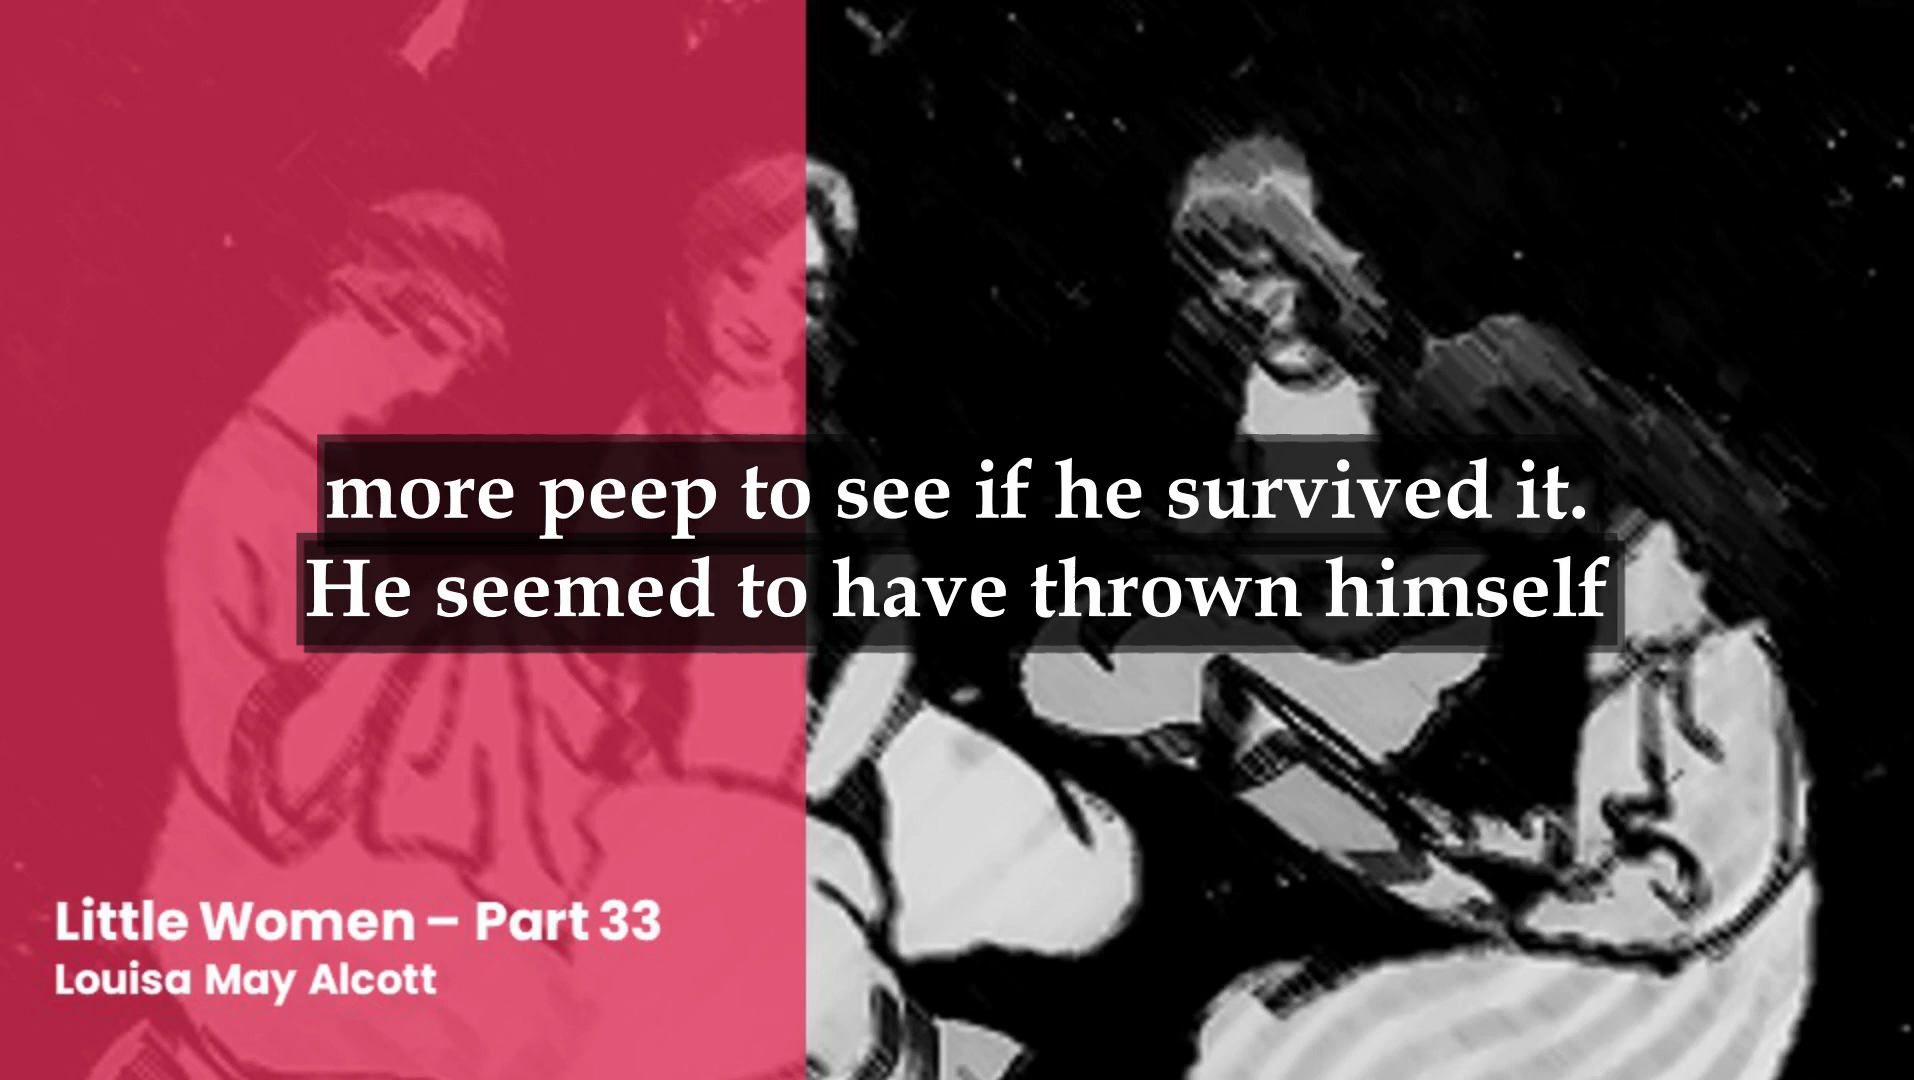 more peep to see if he survived it.
He seemed to have thrown himself
Little Women – Part 33
Louisa May Alcott